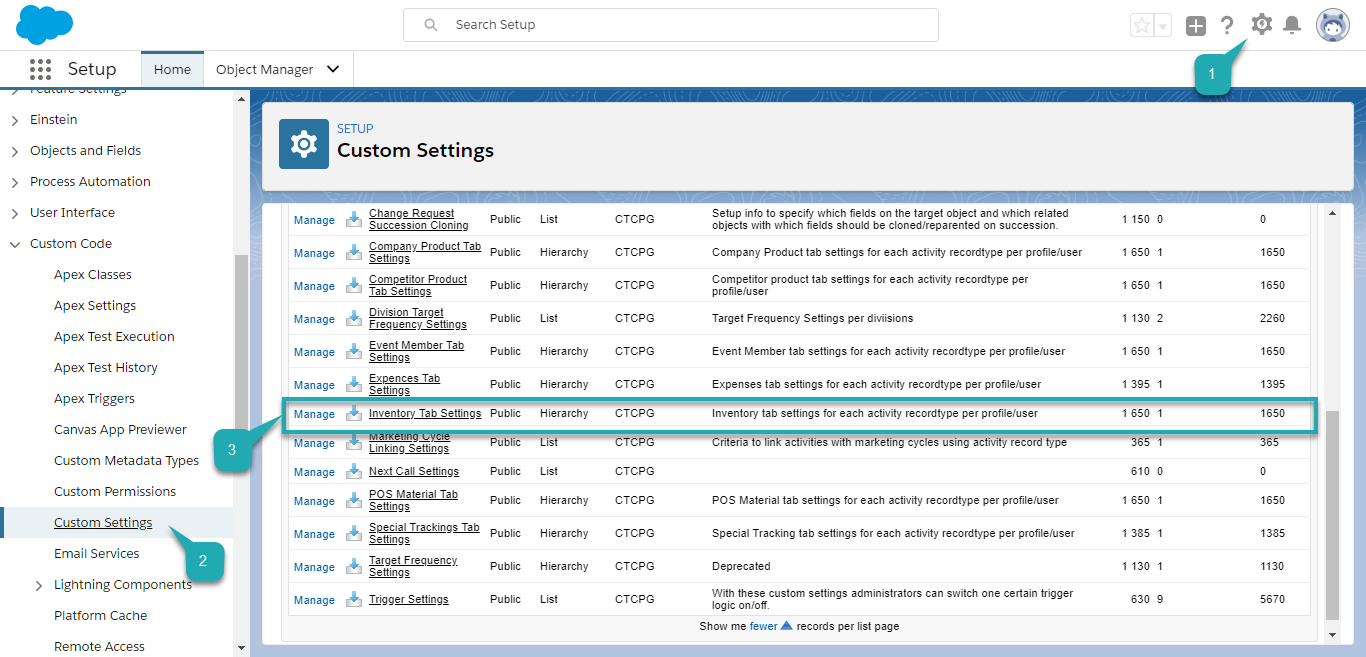 Search Setup
1
Setup
Home
Object Manager
Feature Settings
Einstein
Objects and Fields
Process Automation
User Interface
Custom Code
Apex Classes
Apex Settings
Apex Test Execution
Apex Test History
Apex Triggers
Canvas App Previewer
Custom Metadata Types
Custom Permissions
Custom Settings
Email Services
Lightning Components
Platform Cache
Remote Access
2
3
SETUP
Custom Settings
Manage Change Request Succession Cloning Public List CTCPG Setup info to specify which fields on the target object and which related objects with which fields should be cloned/reparented on succession. 1 150 0 0
Manage Company Product Tab Settings Public Hierarchy CTCPG Company Product tab settings for each activity recordtype per profile/user 1 650 1 1650
Manage Competitor Product Tab Settings Public Hierarchy CTCPG Competitor product tab settings for each activity recordtype per profile/user 1 650 1 1650
Manage Division Target Frequency Settings Public List CTCPG Target Frequency Settings per diviisions 1 130 2 2260
Manage Event Member Tab Settings Public Hierarchy CTCPG Event Member tab settings for each activity recordtype per profile/user 1 650 1 1650
Manage Expences Tab Settings Public Hierarchy CTCPG Expenses tab settings for each activity recordtype per profile/user 1 395 1 1395
Manage Inventory Tab Settings Public Hierarchy CTCPG Inventory tab settings for each activity recordtype per profile/user 1 650 1 1650
Manage Marketing Cycle Linking Settings Public List CTCPG Criteria to link activities with marketing cycles using activity record type 365 1 365
Manage Next Call Settings Public List CTCPG 610 0 0
Manage POS Material Tab Settings Public Hierarchy CTCPG POS Material tab settings for each activity recordtype per profile/user 1 650 1 1650
Manage Special Trackings Tab Settings Public Hierarchy CTCPG Special Tracking tab settings for each activity recordtype per profile/user 1 385 1 1385
Manage Target Frequency Settings Public Hierarchy CTCPG Deprecated 1 130 1 1130
Manage Trigger Settings Public List CTCPG With these custom settings administrators can switch one certain trigger logic on/off. 630 9 5670
Show me fewer records per list page